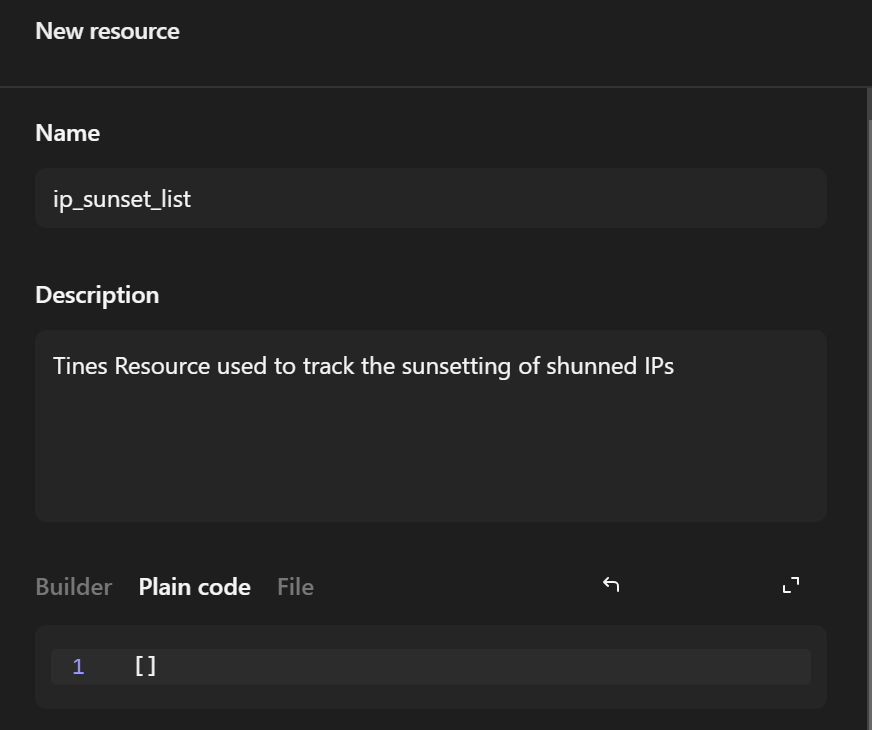 New resource
Name
ip_sunset_list
Description
Tines Resource used to track the sunsetting of shunned IPs
Builder Plain code File
1 []